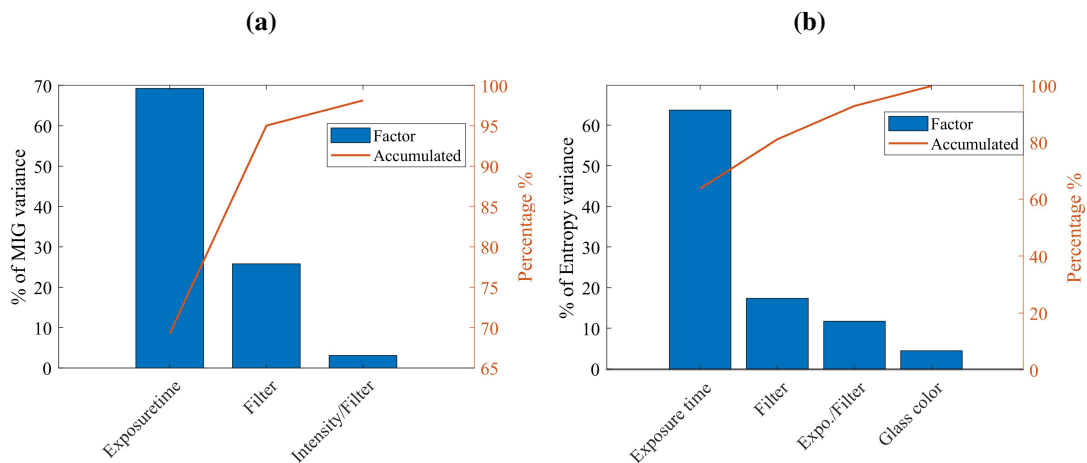 (a)
70
60
50
40
30
20
10
0
% of MIG variance
Factor
Accumulated
100
95
90
85
80
75
70
65
Percentage %
Exposuretime
Filter
Intensity/Filter
(b)
60
50
40
30
20
10
0
% of Entropy variance
Factor
Accumulated
100
80
60
40
20
0
Percentage %
Exposure time
Filter
Expo./Filter
Glass color